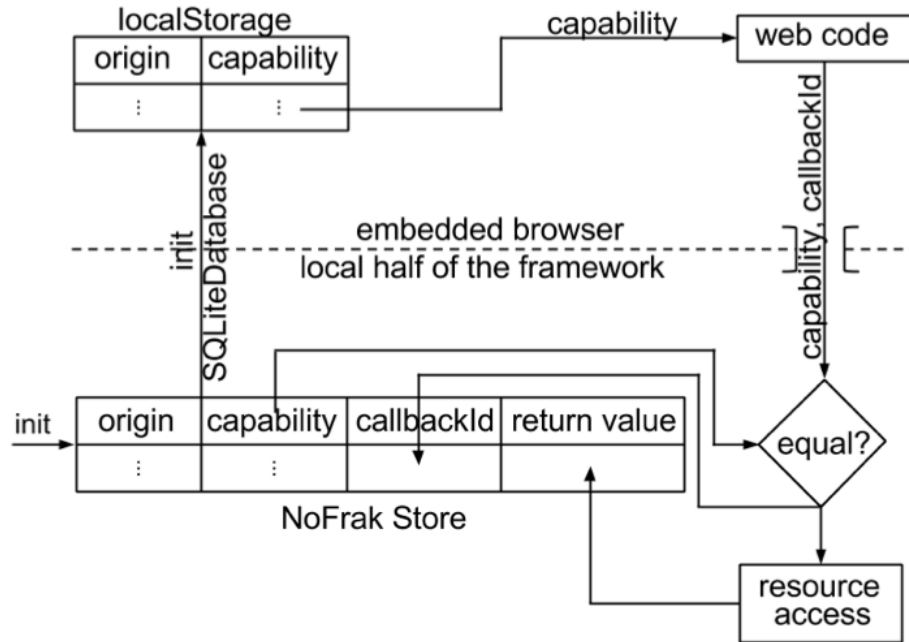 localStorage
origin
capability
⋮
⋮
capability
web code
init
SQLiteDatabase
capability, callbackId
embedded browser
local half of the framework
init
origin
capability
callbackId
return value
⋮
⋮
equal?
NoFrak Store
resource
access